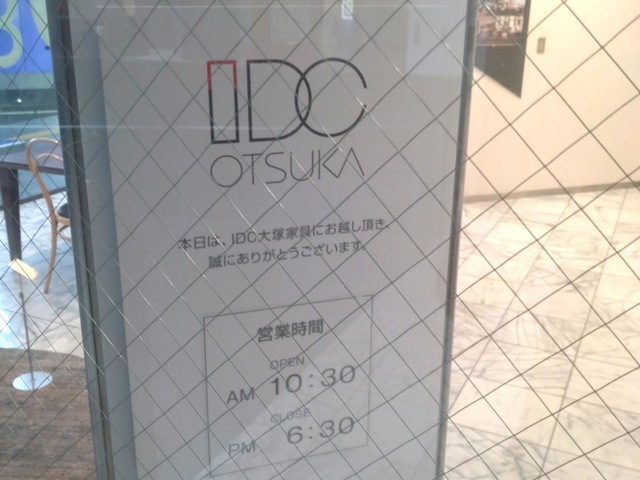 IDC
OTSUKA
本日は、IDC大塚家具にお越し頂き、
誠にありがとうございます。
営業時間
OPEN
AM 10:30
CLOSE
PM 6:30